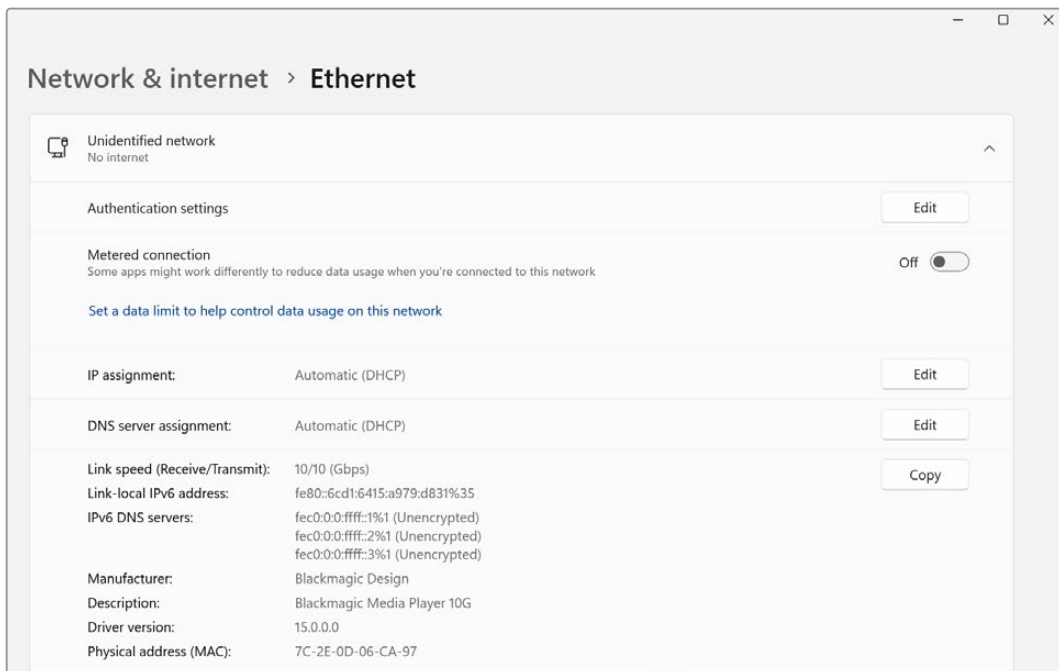 Network & internet > Ethernet
Unidentified network
No internet
Authentication settings Edit
Metered connection
Some apps might work differently to reduce data usage when you're connected to this network
Off
Set a data limit to help control data usage on this network
IP assignment: Automatic (DHCP) Edit
DNS server assignment: Automatic (DHCP) Edit
Link speed (Receive/Transmit): 10/10 (Gbps) Copy
Link-local IPv6 address: fe80::6cd1:6415:a979:d831%35
IPv6 DNS servers: fec0:0:0:ffff::1%1 (Unencrypted)
fec0:0:0:ffff::2%1 (Unencrypted)
fec0:0:0:ffff::3%1 (Unencrypted)
Manufacturer: Blackmagic Design
Description: Blackmagic Media Player 10G
Driver version: 15.0.0.0
Physical address (MAC): 7C-2E-0D-06-CA-97